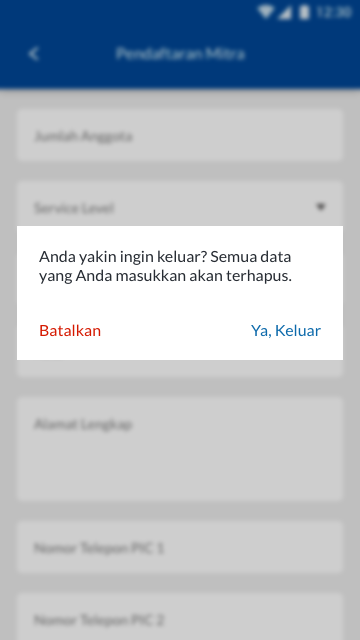 12:30
Pendaftaran Mitra
Jumlah Anggota
Service Level
Anda yakin ingin keluar? Semua data
yang Anda masukkan akan terhapus.
Batalkan
Ya, Keluar
Alamat Lengkap
Nomor Telepon PIC 1
Nomor Telepon PIC 2